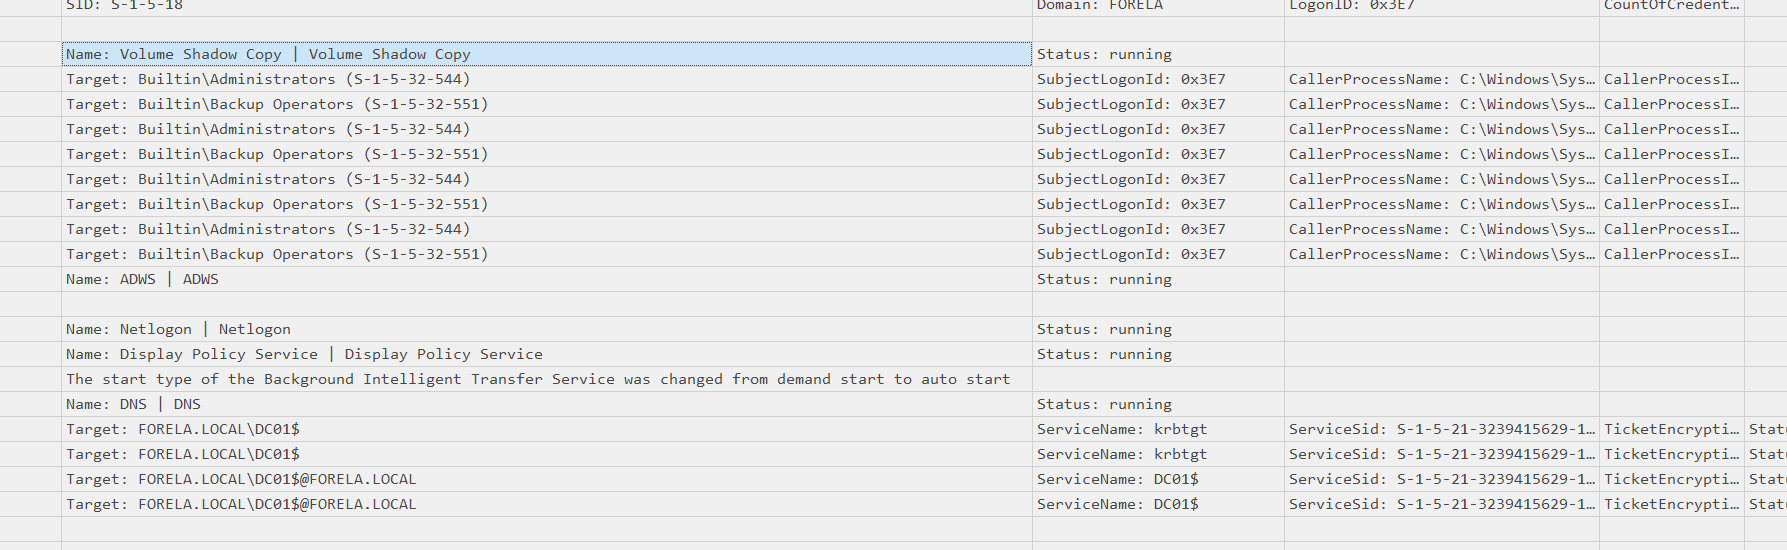 SID: S-1-5-18 Domain: FORELA LogonID: 0x3E7 CountOfCredent…
Name: Volume Shadow Copy | Volume Shadow Copy Status: running
Target: Builtin\Administrators (S-1-5-32-544) SubjectLogonId: 0x3E7 CallerProcessName: C:\Windows\Sys… CallerProcessI…
Target: Builtin\Backup Operators (S-1-5-32-551) SubjectLogonId: 0x3E7 CallerProcessName: C:\Windows\Sys… CallerProcessI…
Target: Builtin\Administrators (S-1-5-32-544) SubjectLogonId: 0x3E7 CallerProcessName: C:\Windows\Sys… CallerProcessI…
Target: Builtin\Backup Operators (S-1-5-32-551) SubjectLogonId: 0x3E7 CallerProcessName: C:\Windows\Sys… CallerProcessI…
Target: Builtin\Administrators (S-1-5-32-544) SubjectLogonId: 0x3E7 CallerProcessName: C:\Windows\Sys… CallerProcessI…
Target: Builtin\Backup Operators (S-1-5-32-551) SubjectLogonId: 0x3E7 CallerProcessName: C:\Windows\Sys… CallerProcessI…
Target: Builtin\Administrators (S-1-5-32-544) SubjectLogonId: 0x3E7 CallerProcessName: C:\Windows\Sys… CallerProcessI…
Target: Builtin\Backup Operators (S-1-5-32-551) SubjectLogonId: 0x3E7 CallerProcessName: C:\Windows\Sys… CallerProcessI…
Name: ADWS | ADWS Status: running
Name: Netlogon | Netlogon Status: running
Name: Display Policy Service | Display Policy Service Status: running
The start type of the Background Intelligent Transfer Service was changed from demand start to auto start
Name: DNS | DNS Status: running
Target: FORELA.LOCAL\DC01$ ServiceName: krbtgt ServiceSid: S-1-5-21-3239415629-1… TicketEncrypti… Stat
Target: FORELA.LOCAL\DC01$ ServiceName: krbtgt ServiceSid: S-1-5-21-3239415629-1… TicketEncrypti… Stat
Target: FORELA.LOCAL\DC01$@FORELA.LOCAL ServiceName: DC01$ ServiceSid: S-1-5-21-3239415629-1… TicketEncrypti… Stat
Target: FORELA.LOCAL\DC01$@FORELA.LOCAL ServiceName: DC01$ ServiceSid: S-1-5-21-3239415629-1… TicketEncrypti… Stat